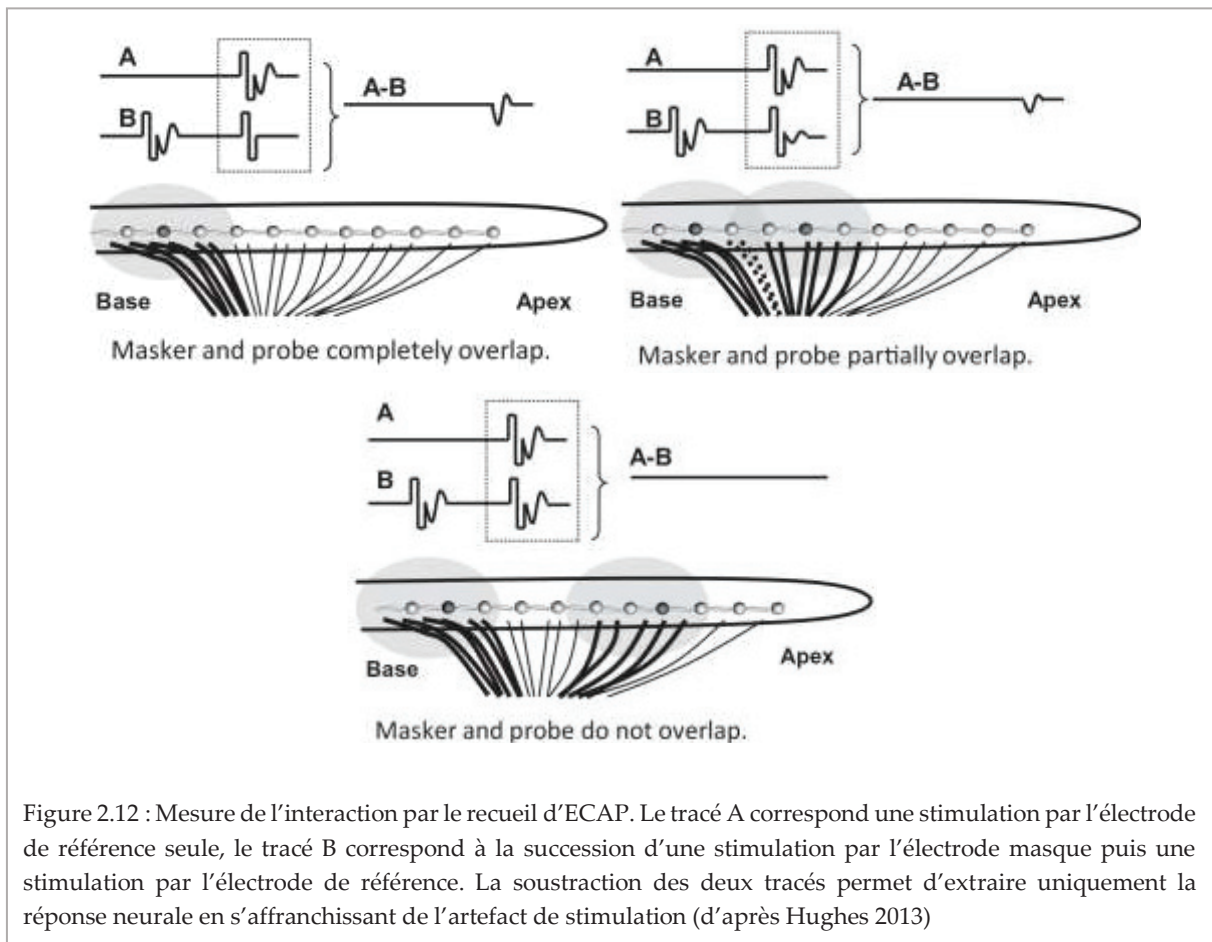 A
A-B
B
Base
Apex
Masker and probe completely overlap.
A
A-B
B
Base
Apex
Masker and probe partially overlap.
A
A-B
B
Base
Apex
Masker and probe do not overlap.
Figure 2.12 : Mesure de l’interaction par le recueil d’ECAP. Le tracé A correspond une stimulation par l’électrode
de référence seule, le tracé B correspond à la succession d’une stimulation par l’électrode masque puis une
stimulation par l’électrode de référence. La soustraction des deux tracés permet d’extraire uniquement la
réponse neurale en s’affranchissant de l’artefact de stimulation (d’après Hughes 2013)